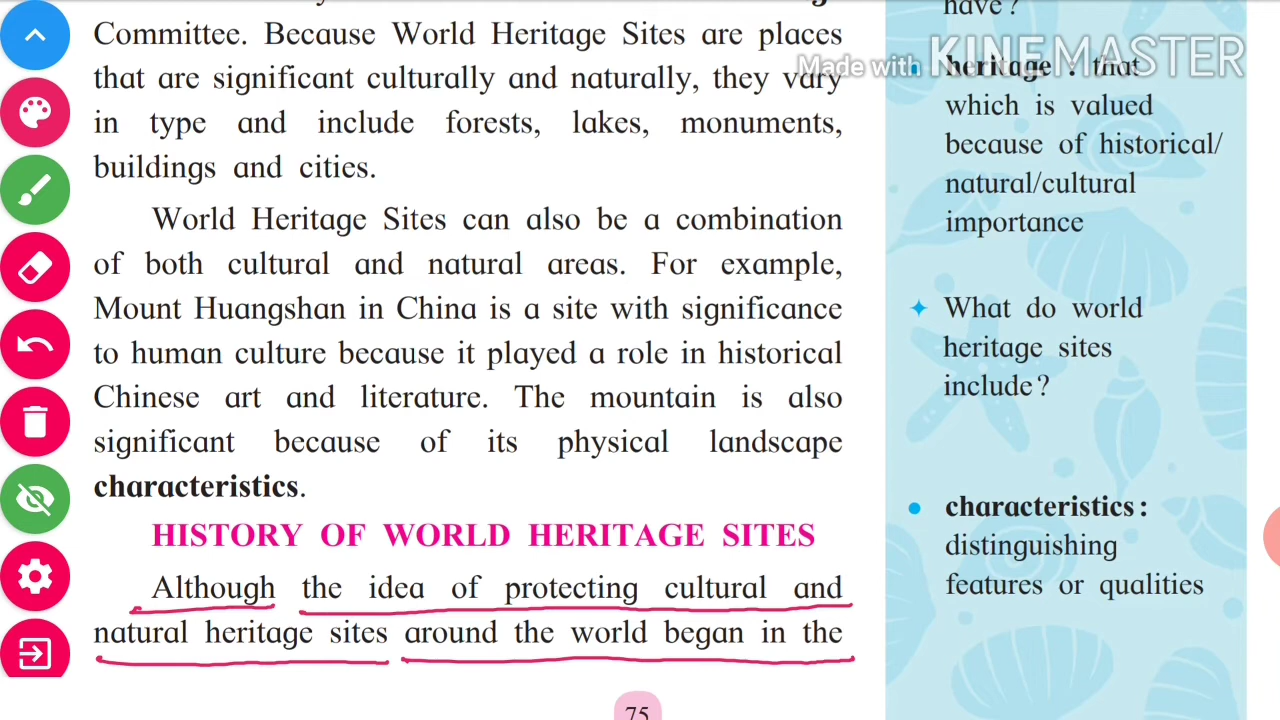 Committee. Because World Heritage Sites are places
that are significant culturally and naturally, they vary
in type and include forests, lakes, monuments,
buildings and cities.
World Heritage Sites can also be a combination
of both cultural and natural areas. For example,
Mount Huangshan in China is a site with significance
to human culture because it played a role in historical
Chinese art and literature. The mountain is also
significant because of its physical landscape
characteristics.
HISTORY OF WORLD HERITAGE SITES
Although the idea of protecting cultural and
natural heritage sites around the world began in the
75
have?
Made with KINEMASTER
heritage : that
which is valued
because of historical/
natural/cultural
importance
What do world
heritage sites
include?
characteristics:
distinguishing
features or qualities